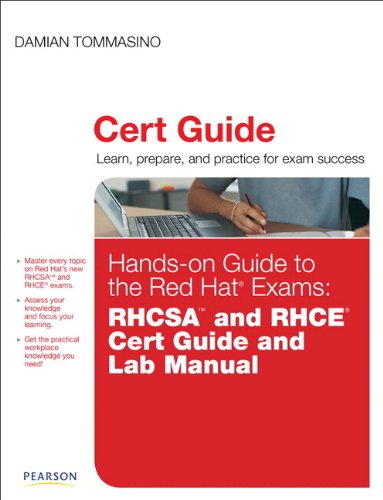 DAMIAN TOMMASINO
Cert Guide
Learn, prepare, and practice for exam success
▸ Master every topic
on Red Hat's new
RHCSA™ and
RHCE® exams.
▸ Assess your
knowledge
and focus your
learning.
▸ Get the practical
workplace
knowledge you
need!
Hands-on Guide to
the Red Hat® Exams:
RHCSA™ and RHCE®
Cert Guide and
Lab Manual
PEARSON